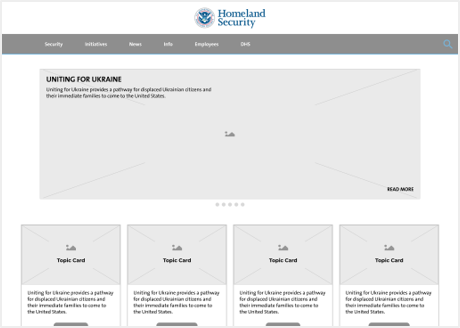 Homeland
Security
Security Initiatives News Info Employees DHS
UNITING FOR UKRAINE
Uniting for Ukraine provides a pathway for displaced Ukrainian citizens and
their immediate families to come to the United States.
READ MORE
Topic Card Topic Card Topic Card Topic Card
Uniting for Ukraine provides a pathway
for displaced Ukrainian citizens and
their immediate families to come to
the United States.
Uniting for Ukraine provides a pathway
for displaced Ukrainian citizens and
their immediate families to come to
the United States.
Uniting for Ukraine provides a pathway
for displaced Ukrainian citizens and
their immediate families to come to
the United States.
Uniting for Ukraine provides a pathway
for displaced Ukrainian citizens and
their immediate families to come to
the United States.